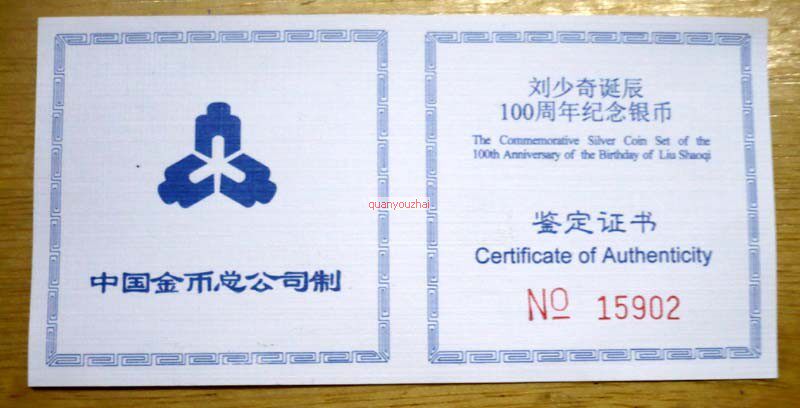 quanyouzhai
中国金币总公司制
刘少奇诞辰
100周年纪念银币
The Commemorative Silver Coin Set of the
100th Anniversary of the Birthday of Liu Shaoqi
鉴定证书
Certificate of Authenticity
No 15902